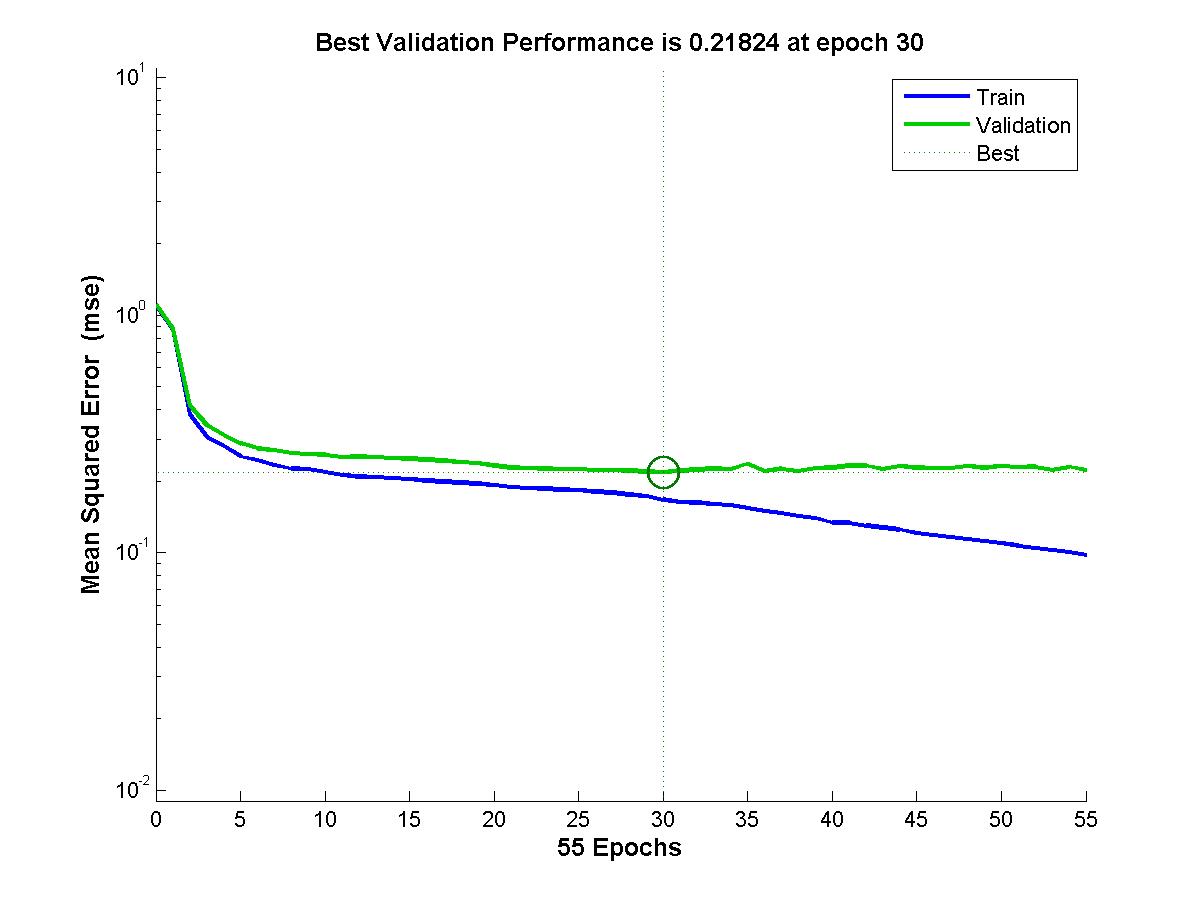 Best Validation Performance is 0.21824 at epoch 30
10^1
10^0
10^-1
10^-2
Mean Squared Error  (mse)
Train
Validation
Best
0 5 10 15 20 25 30 35 40 45 50 55
55 Epochs